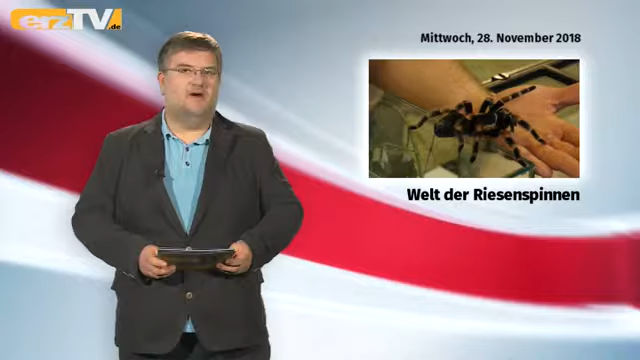 erzTV.de
Mittwoch, 28. November 2018
Welt der Riesenspinnen